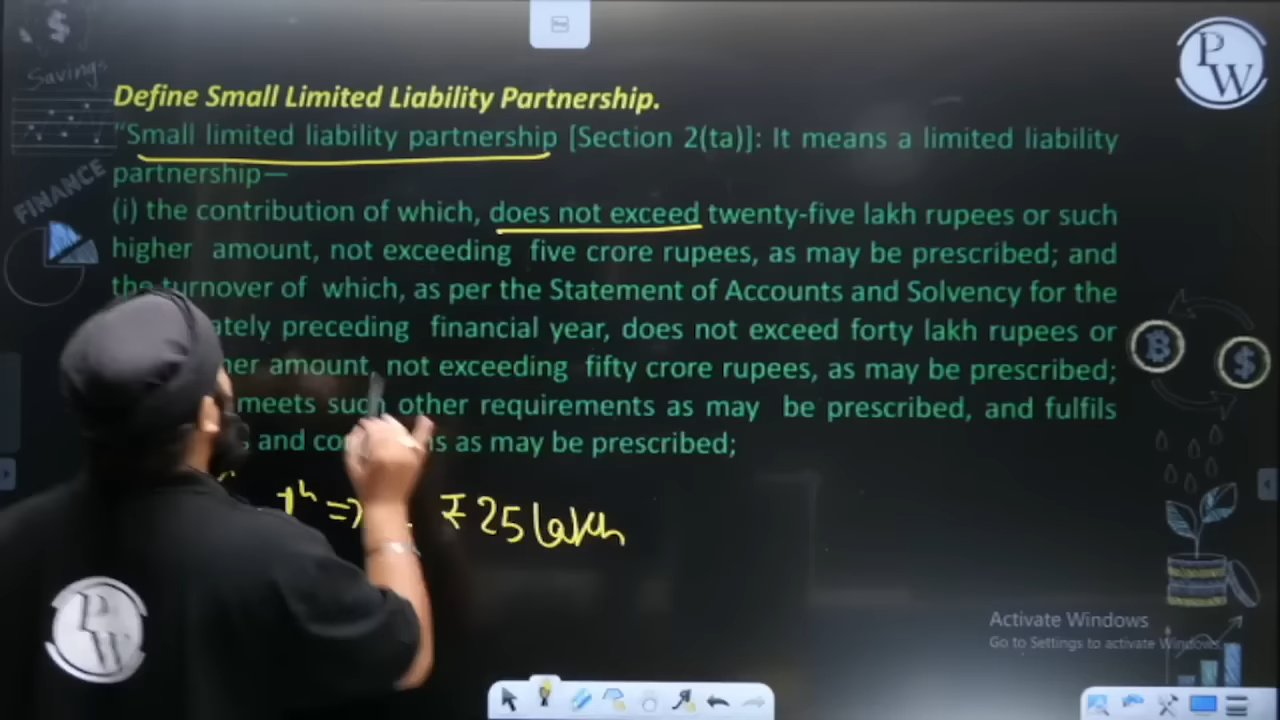 Savings
FINANCE
P
W
Define Small Limited Liability Partnership.
"Small limited liability partnership [Section 2(ta)]: It means a limited liability
partnership—
(i) the contribution of which, does not exceed twenty-five lakh rupees or such
higher amount, not exceeding five crore rupees, as may be prescribed; and
the turnover of which, as per the Statement of Accounts and Solvency for the
preceding financial year, does not exceed forty lakh rupees or
amount, not exceeding fifty crore rupees, as may be prescribed;
meets such other requirements as may be prescribed, and fulfils
and as may be prescribed;
₹ 25 lakh
Activate Windows
Go to Settings to activate Windows.
P
W